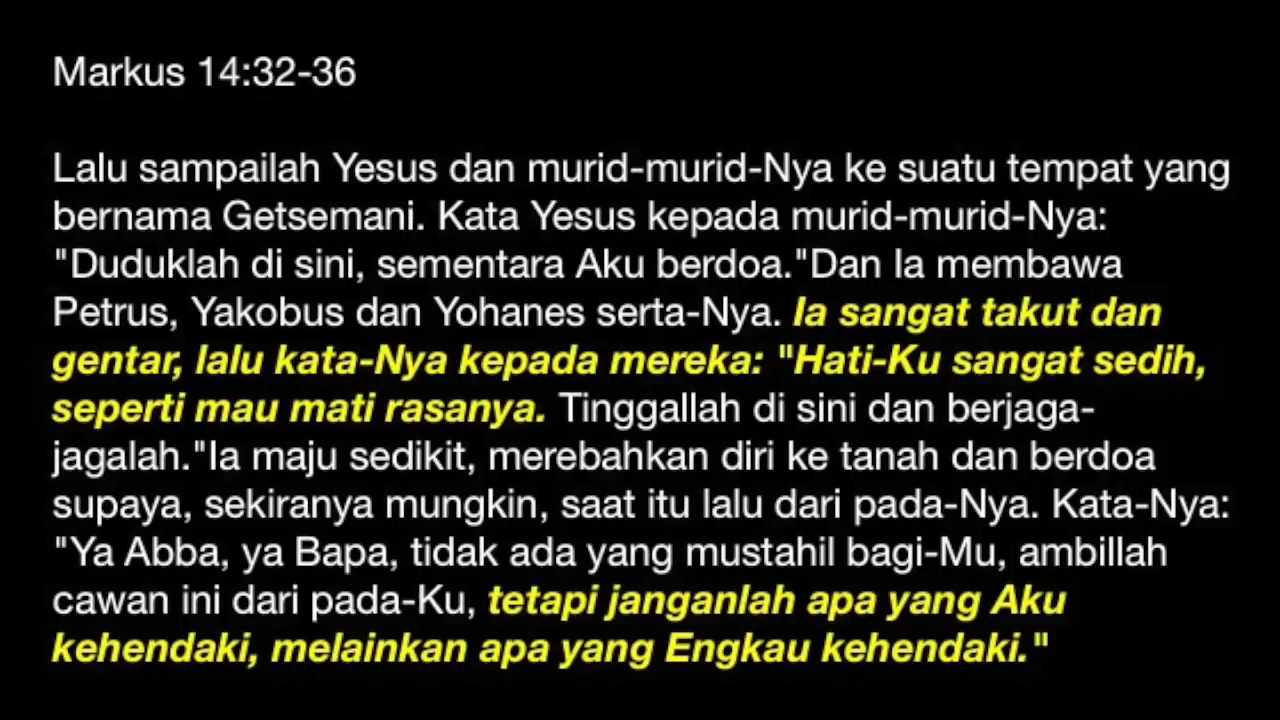 Markus 14:32-36
Lalu sampailah Yesus dan murid-murid-Nya ke suatu tempat yang
bernama Getsemani. Kata Yesus kepada murid-murid-Nya:
"Duduklah di sini, sementara Aku berdoa."Dan Ia membawa
Petrus, Yakobus dan Yohanes serta-Nya. Ia sangat takut dan
gentar, lalu kata-Nya kepada mereka: "Hati-Ku sangat sedih,
seperti mau mati rasanya. Tinggallah di sini dan berjaga-
jagalah."Ia maju sedikit, merebahkan diri ke tanah dan berdoa
supaya, sekiranya mungkin, saat itu lalu dari pada-Nya. Kata-Nya:
"Ya Abba, ya Bapa, tidak ada yang mustahil bagi-Mu, ambillah
cawan ini dari pada-Ku, tetapi janganlah apa yang Aku
kehendaki, melainkan apa yang Engkau kehendaki."